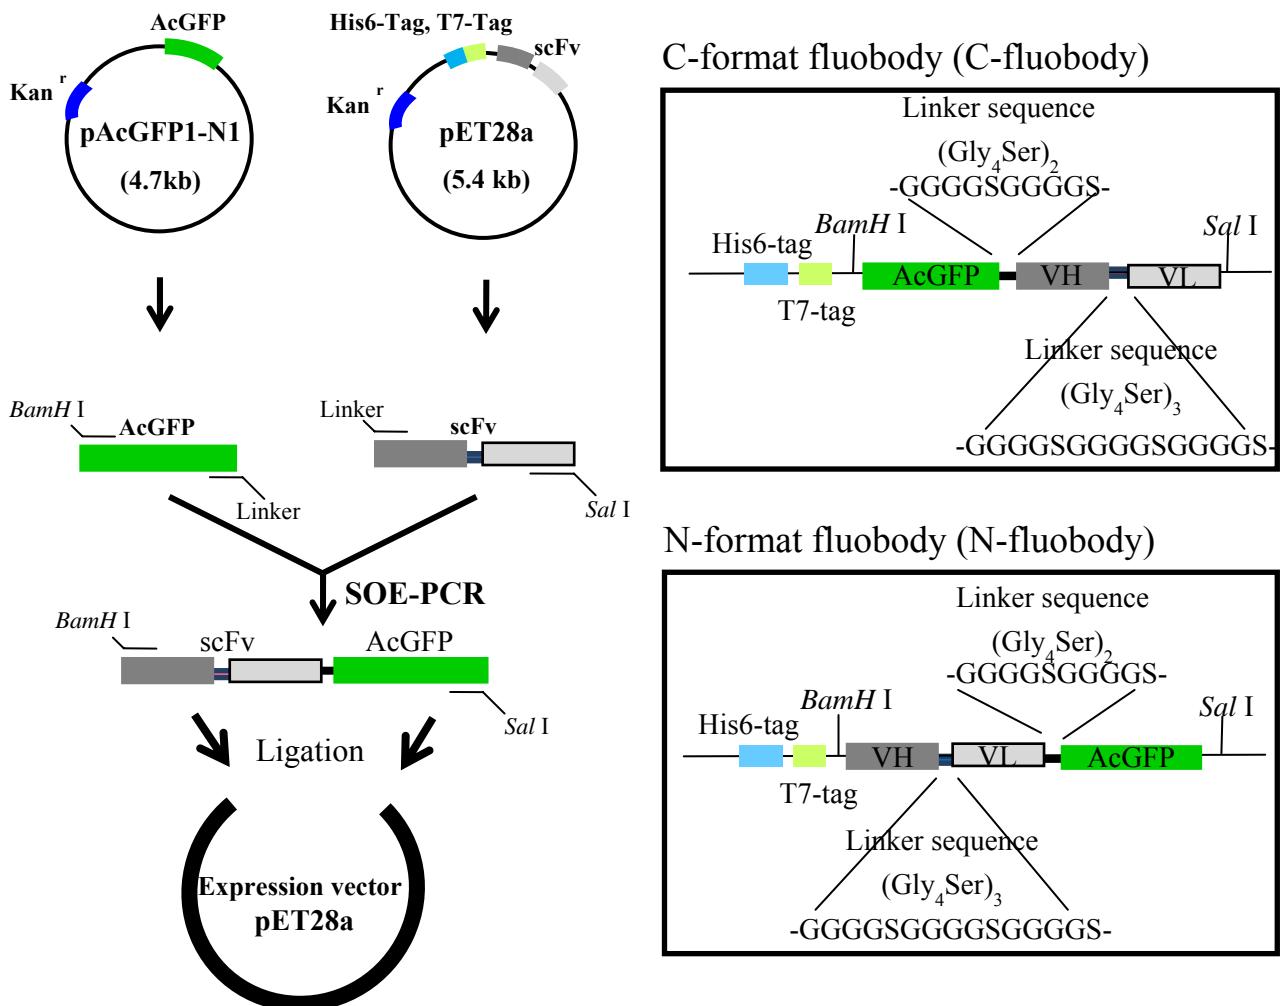 AcGFP
Kan r
pAcGFP1-N1
(4.7kb)
His6-Tag, T7-Tag
scFv
Kan r
pET28a
(5.4 kb)
BamH I
AcGFP
Linker
Linker
scFv
Sal I
SOE-PCR
BamH I
scFv
AcGFP
Sal I
Ligation
Expression vector
pET28a
C-format fluobody (C-fluobody)
Linker sequence
(Gly4Ser)2
-GGGGSGGGGS-
BamH I
Sal I
His6-tag
AcGFP
VH
VL
T7-tag
Linker sequence
(Gly4Ser)3
-GGGGSGGGGSGGGGS-
N-format fluobody (N-fluobody)
Linker sequence
(Gly4Ser)2
-GGGGSGGGGS-
BamH I
Sal I
His6-tag
VH
VL
AcGFP
T7-tag
Linker sequence
(Gly4Ser)3
-GGGGSGGGGSGGGGS-